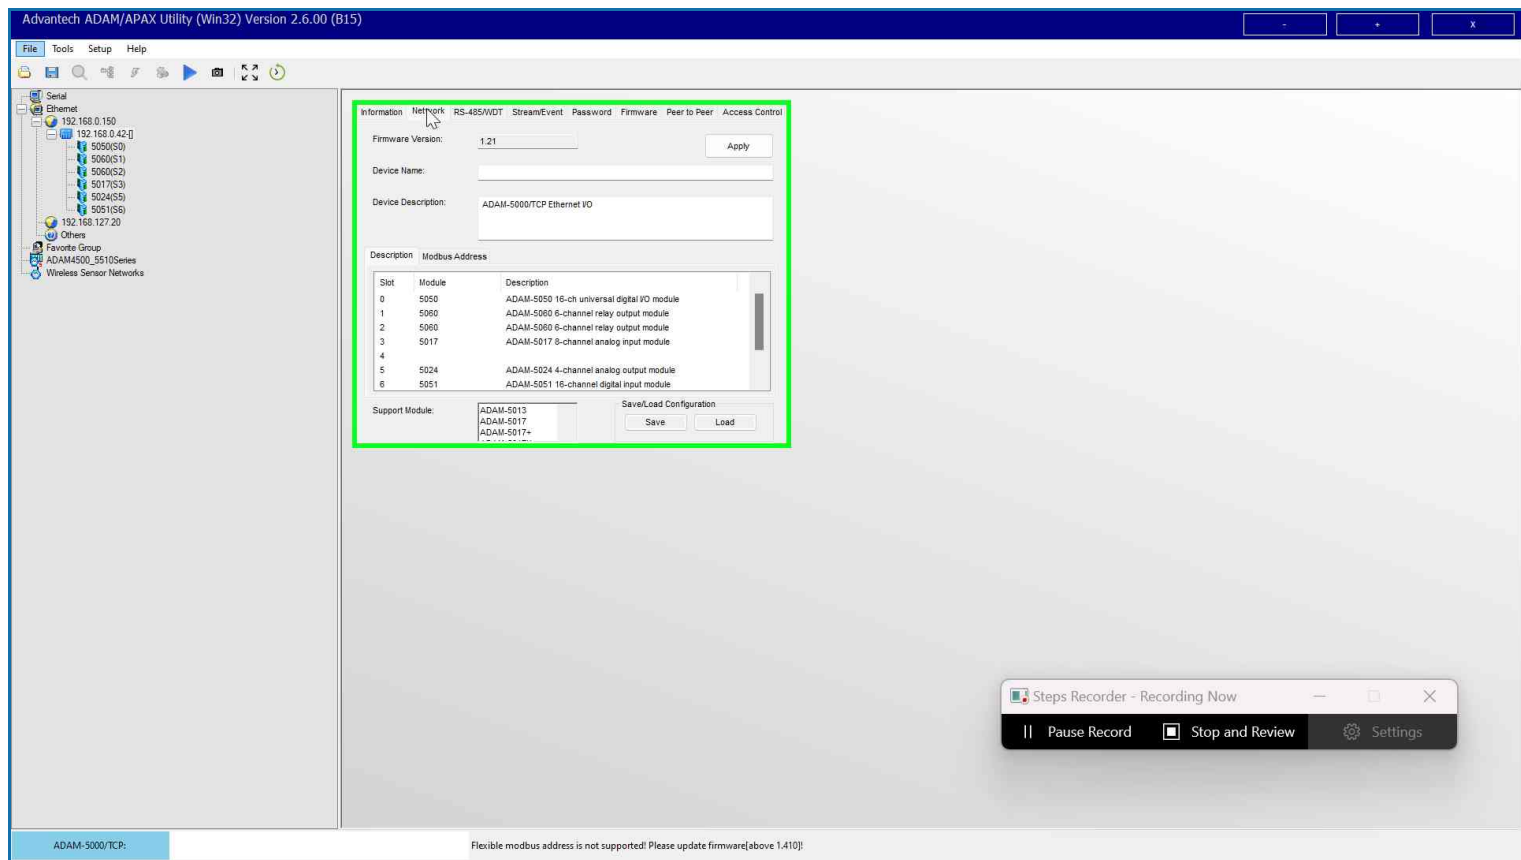 Advantech ADAM/APAX Utility (Win32) Version 2.6.00 (B15)
- + X
File Tools Setup Help
Serial
Ethernet
192.168.0.150
192.168.0.42-[]
5050(S0)
5060(S1)
5060(S2)
5017(S3)
5024(S5)
5051(S6)
192.168.127.20
Others
Favorite Group
ADAM4500_5510Series
Wireless Sensor Networks
Information Network RS-485/WDT Stream/Event Password Firmware Peer to Peer Access Control
Firmware Version: 1.21 Apply
Device Name:
Device Description: ADAM-5000/TCP Ethernet I/O
Description Modbus Address
Slot Module Description
0 5050 ADAM-5050 16-ch universal digital I/O module
1 5060 ADAM-5060 6-channel relay output module
2 5060 ADAM-5060 6-channel relay output module
3 5017 ADAM-5017 8-channel analog input module
4
5 5024 ADAM-5024 4-channel analog output module
6 5051 ADAM-5051 16-channel digital input module
Support Module: ADAM-5013
ADAM-5017
ADAM-5017+
Save/Load Configuration
Save Load
Steps Recorder - Recording Now
Pause Record Stop and Review Settings
ADAM-5000/TCP: Flexible modbus address is not supported! Please update firmware[above 1.410]!